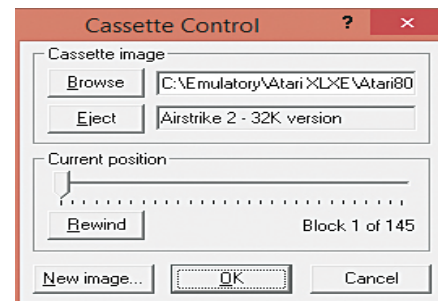 Cassette Control ? ×
Cassette image
Browse C:\Emulatory\Atari XLXE\Atari80
Eject Airstrike 2 - 32K version
Current position
Rewind Block 1 of 145
New image... OK Cancel